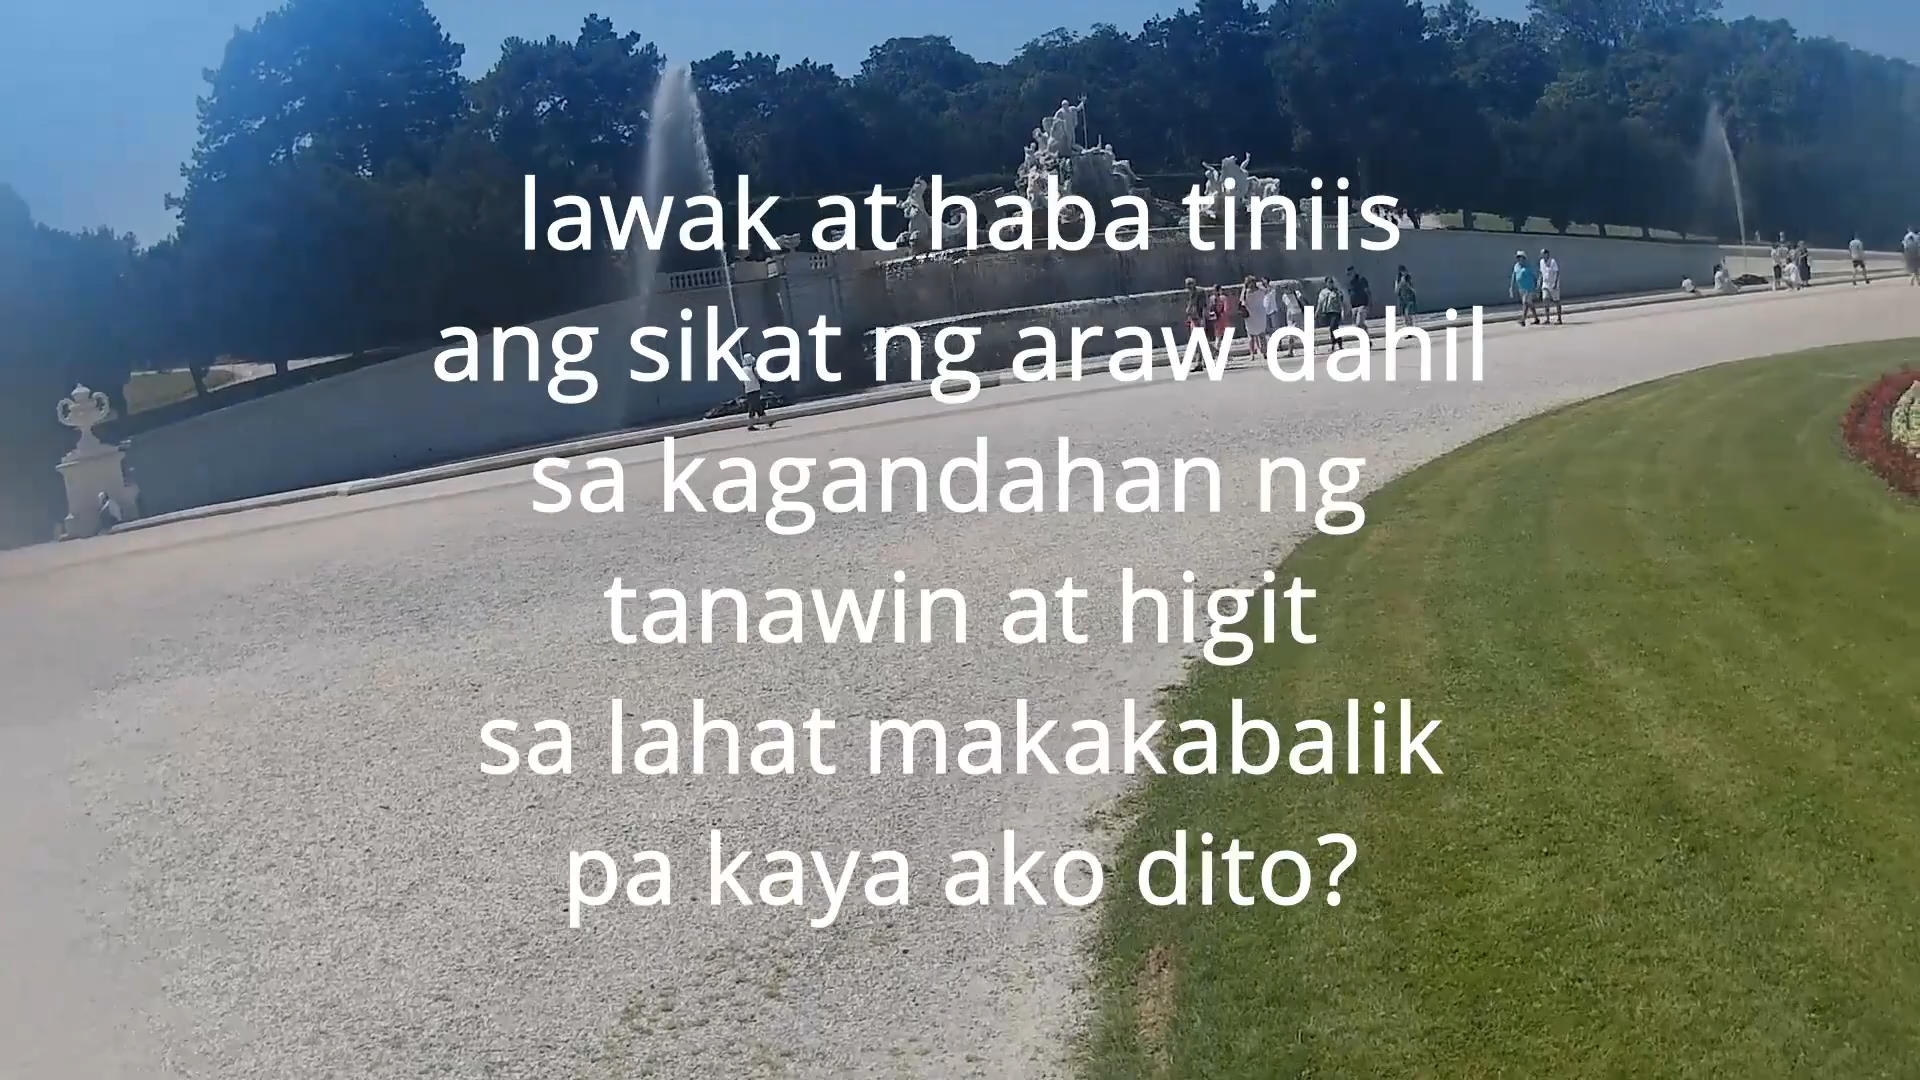 lawak at haba tiniis
ang sikat ng araw dahil
sa kagandahan ng
tanawin at higit
sa lahat makakabalik
pa kaya ako dito?